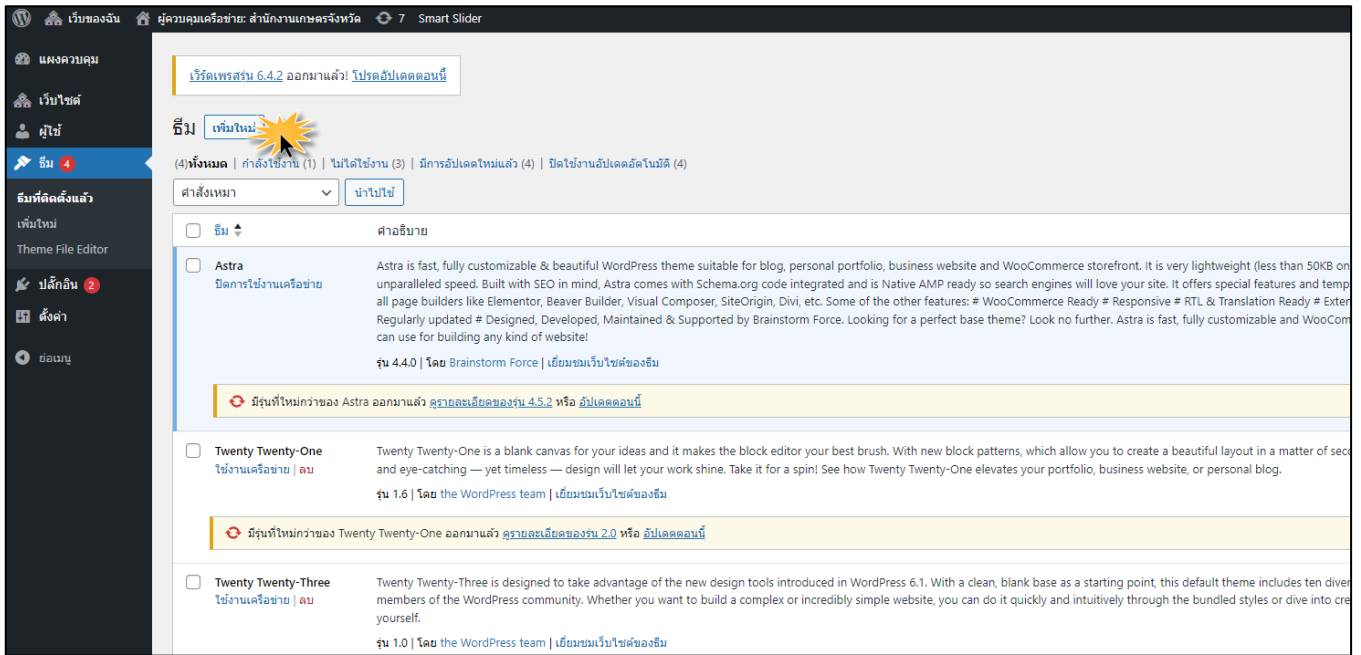 เว็บของฉัน ผู้ควบคุมเครือข่าย: สำนักงานเกษตรจังหวัด 7 Smart Slider
แผงควบคุม
เว็บไซต์
ผู้ใช้
ธีม 4
ธีมที่ติดตั้งแล้ว
เพิ่มใหม่
Theme File Editor
ปลั๊กอิน 2
ตั้งค่า
ย่อเมนู
เวิร์ดเพรสรุ่น 6.4.2 ออกมาแล้ว! โปรดอัปเดตตอนนี้
ธีม เพิ่มใหม่
(4)ทั้งหมด | กำลังใช้งาน (1) | ไม่ได้ใช้งาน (3) | มีการอัปเดตใหม่แล้ว (4) | ปิดใช้งานอัปเดตอัตโนมัติ (4)
คำสั่งเหมา นำไปใช้
ธีม คำอธิบาย
Astra
ปิดการใช้งานเครือข่าย
Astra is fast, fully customizable & beautiful WordPress theme suitable for blog, personal portfolio, business website and WooCommerce storefront. It is very lightweight (less than 50KB on
unparalleled speed. Built with SEO in mind, Astra comes with Schema.org code integrated and is Native AMP ready so search engines will love your site. It offers special features and temp
all page builders like Elementor, Beaver Builder, Visual Composer, SiteOrigin, Divi, etc. Some of the other features: # WooCommerce Ready # Responsive # RTL & Translation Ready # Exter
Regularly updated # Designed, Developed, Maintained & Supported by Brainstorm Force. Looking for a perfect base theme? Look no further. Astra is fast, fully customizable and WooCom
can use for building any kind of website!
รุ่น 4.4.0 | โดย Brainstorm Force | เยี่ยมชมเว็บไซต์ของธีม
มีรุ่นที่ใหม่กว่าของ Astra ออกมาแล้ว ดูรายละเอียดของรุ่น 4.5.2 หรือ อัปเดตตอนนี้
Twenty Twenty-One
ใช้งานเครือข่าย | ลบ
Twenty Twenty-One is a blank canvas for your ideas and it makes the block editor your best brush. With new block patterns, which allow you to create a beautiful layout in a matter of seco
and eye-catching — yet timeless — design will let your work shine. Take it for a spin! See how Twenty Twenty-One elevates your portfolio, business website, or personal blog.
รุ่น 1.6 | โดย the WordPress team | เยี่ยมชมเว็บไซต์ของธีม
มีรุ่นที่ใหม่กว่าของ Twenty Twenty-One ออกมาแล้ว ดูรายละเอียดของรุ่น 2.0 หรือ อัปเดตตอนนี้
Twenty Twenty-Three
ใช้งานเครือข่าย | ลบ
Twenty Twenty-Three is designed to take advantage of the new design tools introduced in WordPress 6.1. With a clean, blank base as a starting point, this default theme includes ten diver
members of the WordPress community. Whether you want to build a complex or incredibly simple website, you can do it quickly and intuitively through the bundled styles or dive into cre
yourself.
รุ่น 1.0 | โดย the WordPress team | เยี่ยมชมเว็บไซต์ของธีม